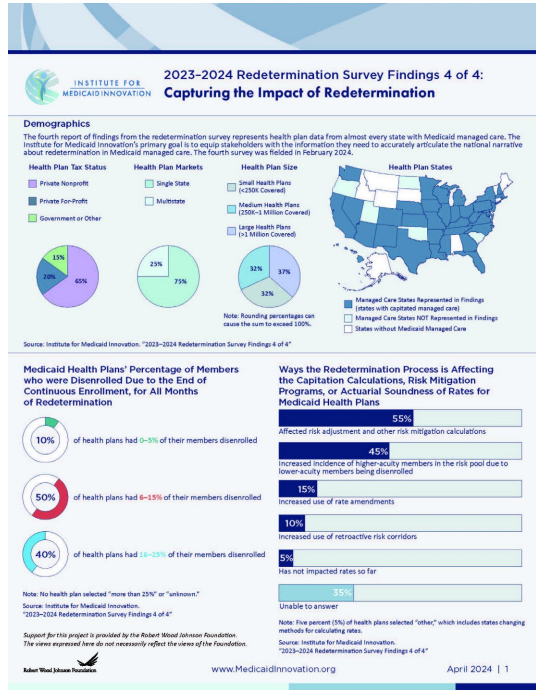 INSTITUTE FOR
MEDICAID INNOVATION
2023–2024 Redetermination Survey Findings 4 of 4:
Capturing the Impact of Redetermination
Demographics
The fourth report of findings from the redetermination survey represents health plan data from almost every state with Medicaid managed care. The
Institute for Medicaid Innovation's primary goal is to equip stakeholders with the information they need to accurately articulate the national narrative
about redetermination in Medicaid managed care. The fourth survey was fielded in February 2024.
Health Plan Tax Status
Private Nonprofit
Private For-Profit
Government or Other
15%
20%
65%
Health Plan Markets
Single State
Multistate
25%
75%
Health Plan Size
Small Health Plans
(<250K Covered)
Medium Health Plans
(250K–1 Million Covered)
Large Health Plans
(>1 Million Covered)
32%
37%
32%
Note: Rounding percentages can
cause the sum to exceed 100%.
Health Plan States
Managed Care States Represented in Findings
(states with capitated managed care)
Managed Care States NOT Represented in Findings
States without Medicaid Managed Care
Source: Institute for Medicaid Innovation. "2023–2024 Redetermination Survey Findings 4 of 4"
Medicaid Health Plans' Percentage of Members
who were Disenrolled Due to the End of
Continuous Enrollment, for All Months
of Redetermination
10%
of health plans had 0–5% of their members disenrolled
50%
of health plans had 6–15% of their members disenrolled
40%
of health plans had 16–25% of their members disenrolled
Note: No health plan selected "more than 25%" or "unknown."
Source: Institute for Medicaid Innovation.
"2023–2024 Redetermination Survey Findings 4 of 4"
Support for this project is provided by the Robert Wood Johnson Foundation.
The views expressed here do not necessarily reflect the views of the Foundation.
Ways the Redetermination Process is Affecting
the Capitation Calculations, Risk Mitigation
Programs, or Actuarial Soundness of Rates for
Medicaid Health Plans
55%
Affected risk adjustment and other risk mitigation calculations
45%
Increased incidence of higher-acuity members in the risk pool due to
lower-acuity members being disenrolled
15%
Increased use of rate amendments
10%
Increased use of retroactive risk corridors
5%
Has not impacted rates so far
35%
Unable to answer
Note: Five percent (5%) of health plans selected "other," which includes states changing
methods for calculating rates.
Source: Institute for Medicaid Innovation.
"2023–2024 Redetermination Survey Findings 4 of 4"
Robert Wood Johnson Foundation
www.MedicaidInnovation.org
April 2024 | 1